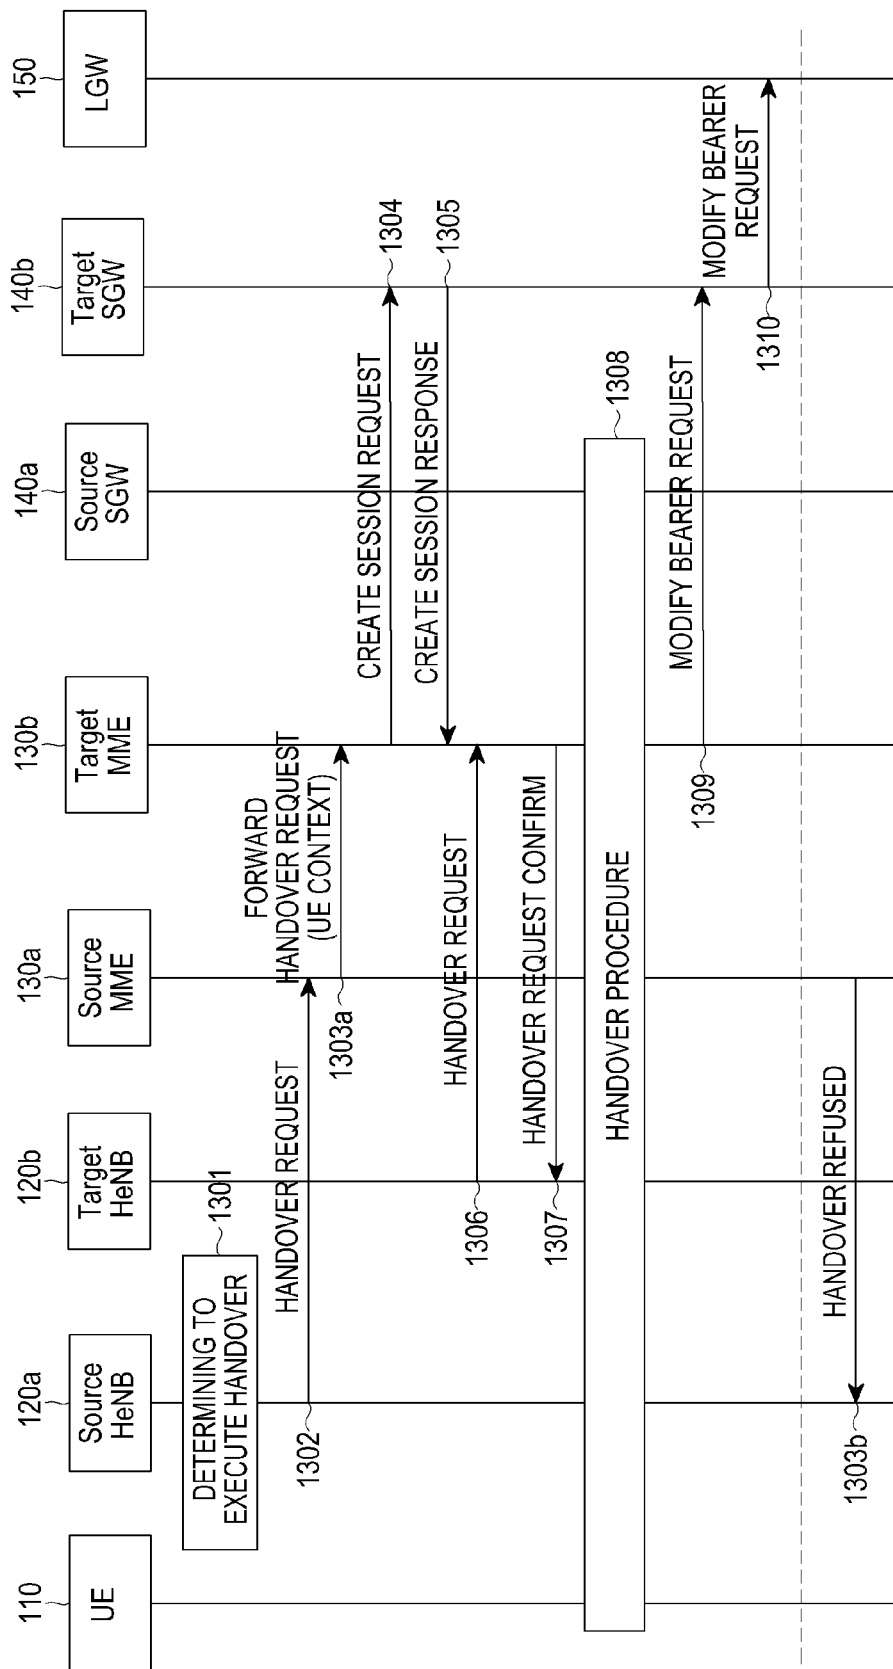 110
UE
120a
Source
HeNB
120b
Target
HeNB
130a
Source
MME
130b
Target
MME
140a
Source
SGW
140b
Target
SGW
150
LGW
DETERMINING TO
EXECUTE HANDOVER
1301
HANDOVER REQUEST
1302
FORWARD
HANDOVER REQUEST
(UE CONTEXT)
1303a
CREATE SESSION REQUEST
1304
CREATE SESSION RESPONSE
1305
HANDOVER REQUEST
1306
HANDOVER REQUEST CONFIRM
1307
HANDOVER PROCEDURE
1308
MODIFY BEARER REQUEST
1309
MODIFY BEARER
REQUEST
1310
HANDOVER REFUSED
1303b